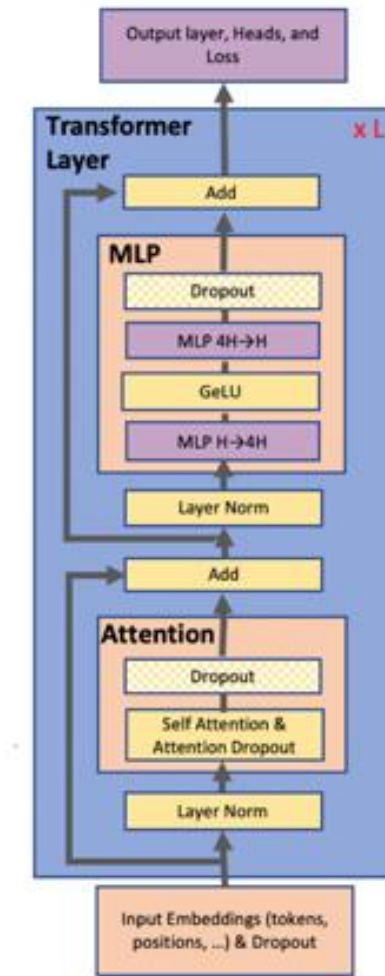 Output layer, Heads, and
Loss
Transformer
Layer
x L
Add
MLP
Dropout
MLP 4H→H
GeLU
MLP H→4H
Layer Norm
Add
Attention
Dropout
Self Attention &
Attention Dropout
Layer Norm
Input Embeddings (tokens,
positions, ...) & Dropout